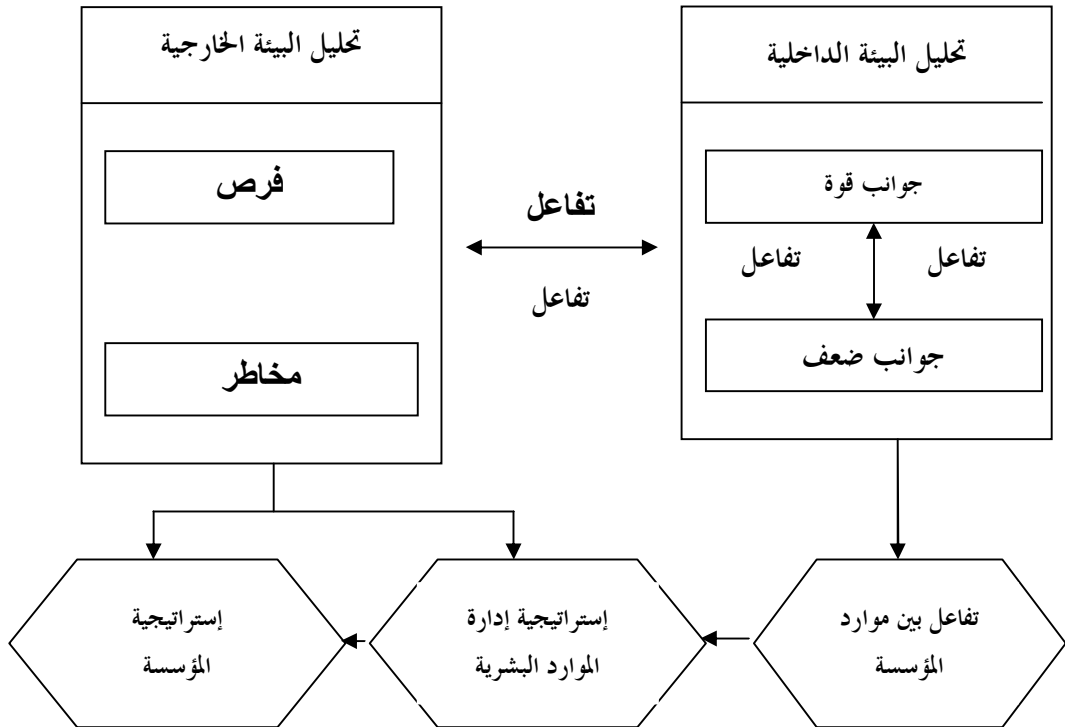 تحليل البيئة الداخلية
جوانب قوة
تفاعل
تفاعل
جوانب ضعف
تفاعل
تفاعل
تحليل البيئة الخارجية
فرص
مخاطر
تفاعل بين موارد
المؤسسة
إستراتيجية إدارة
الموارد البشرية
إستراتيجية
المؤسسة